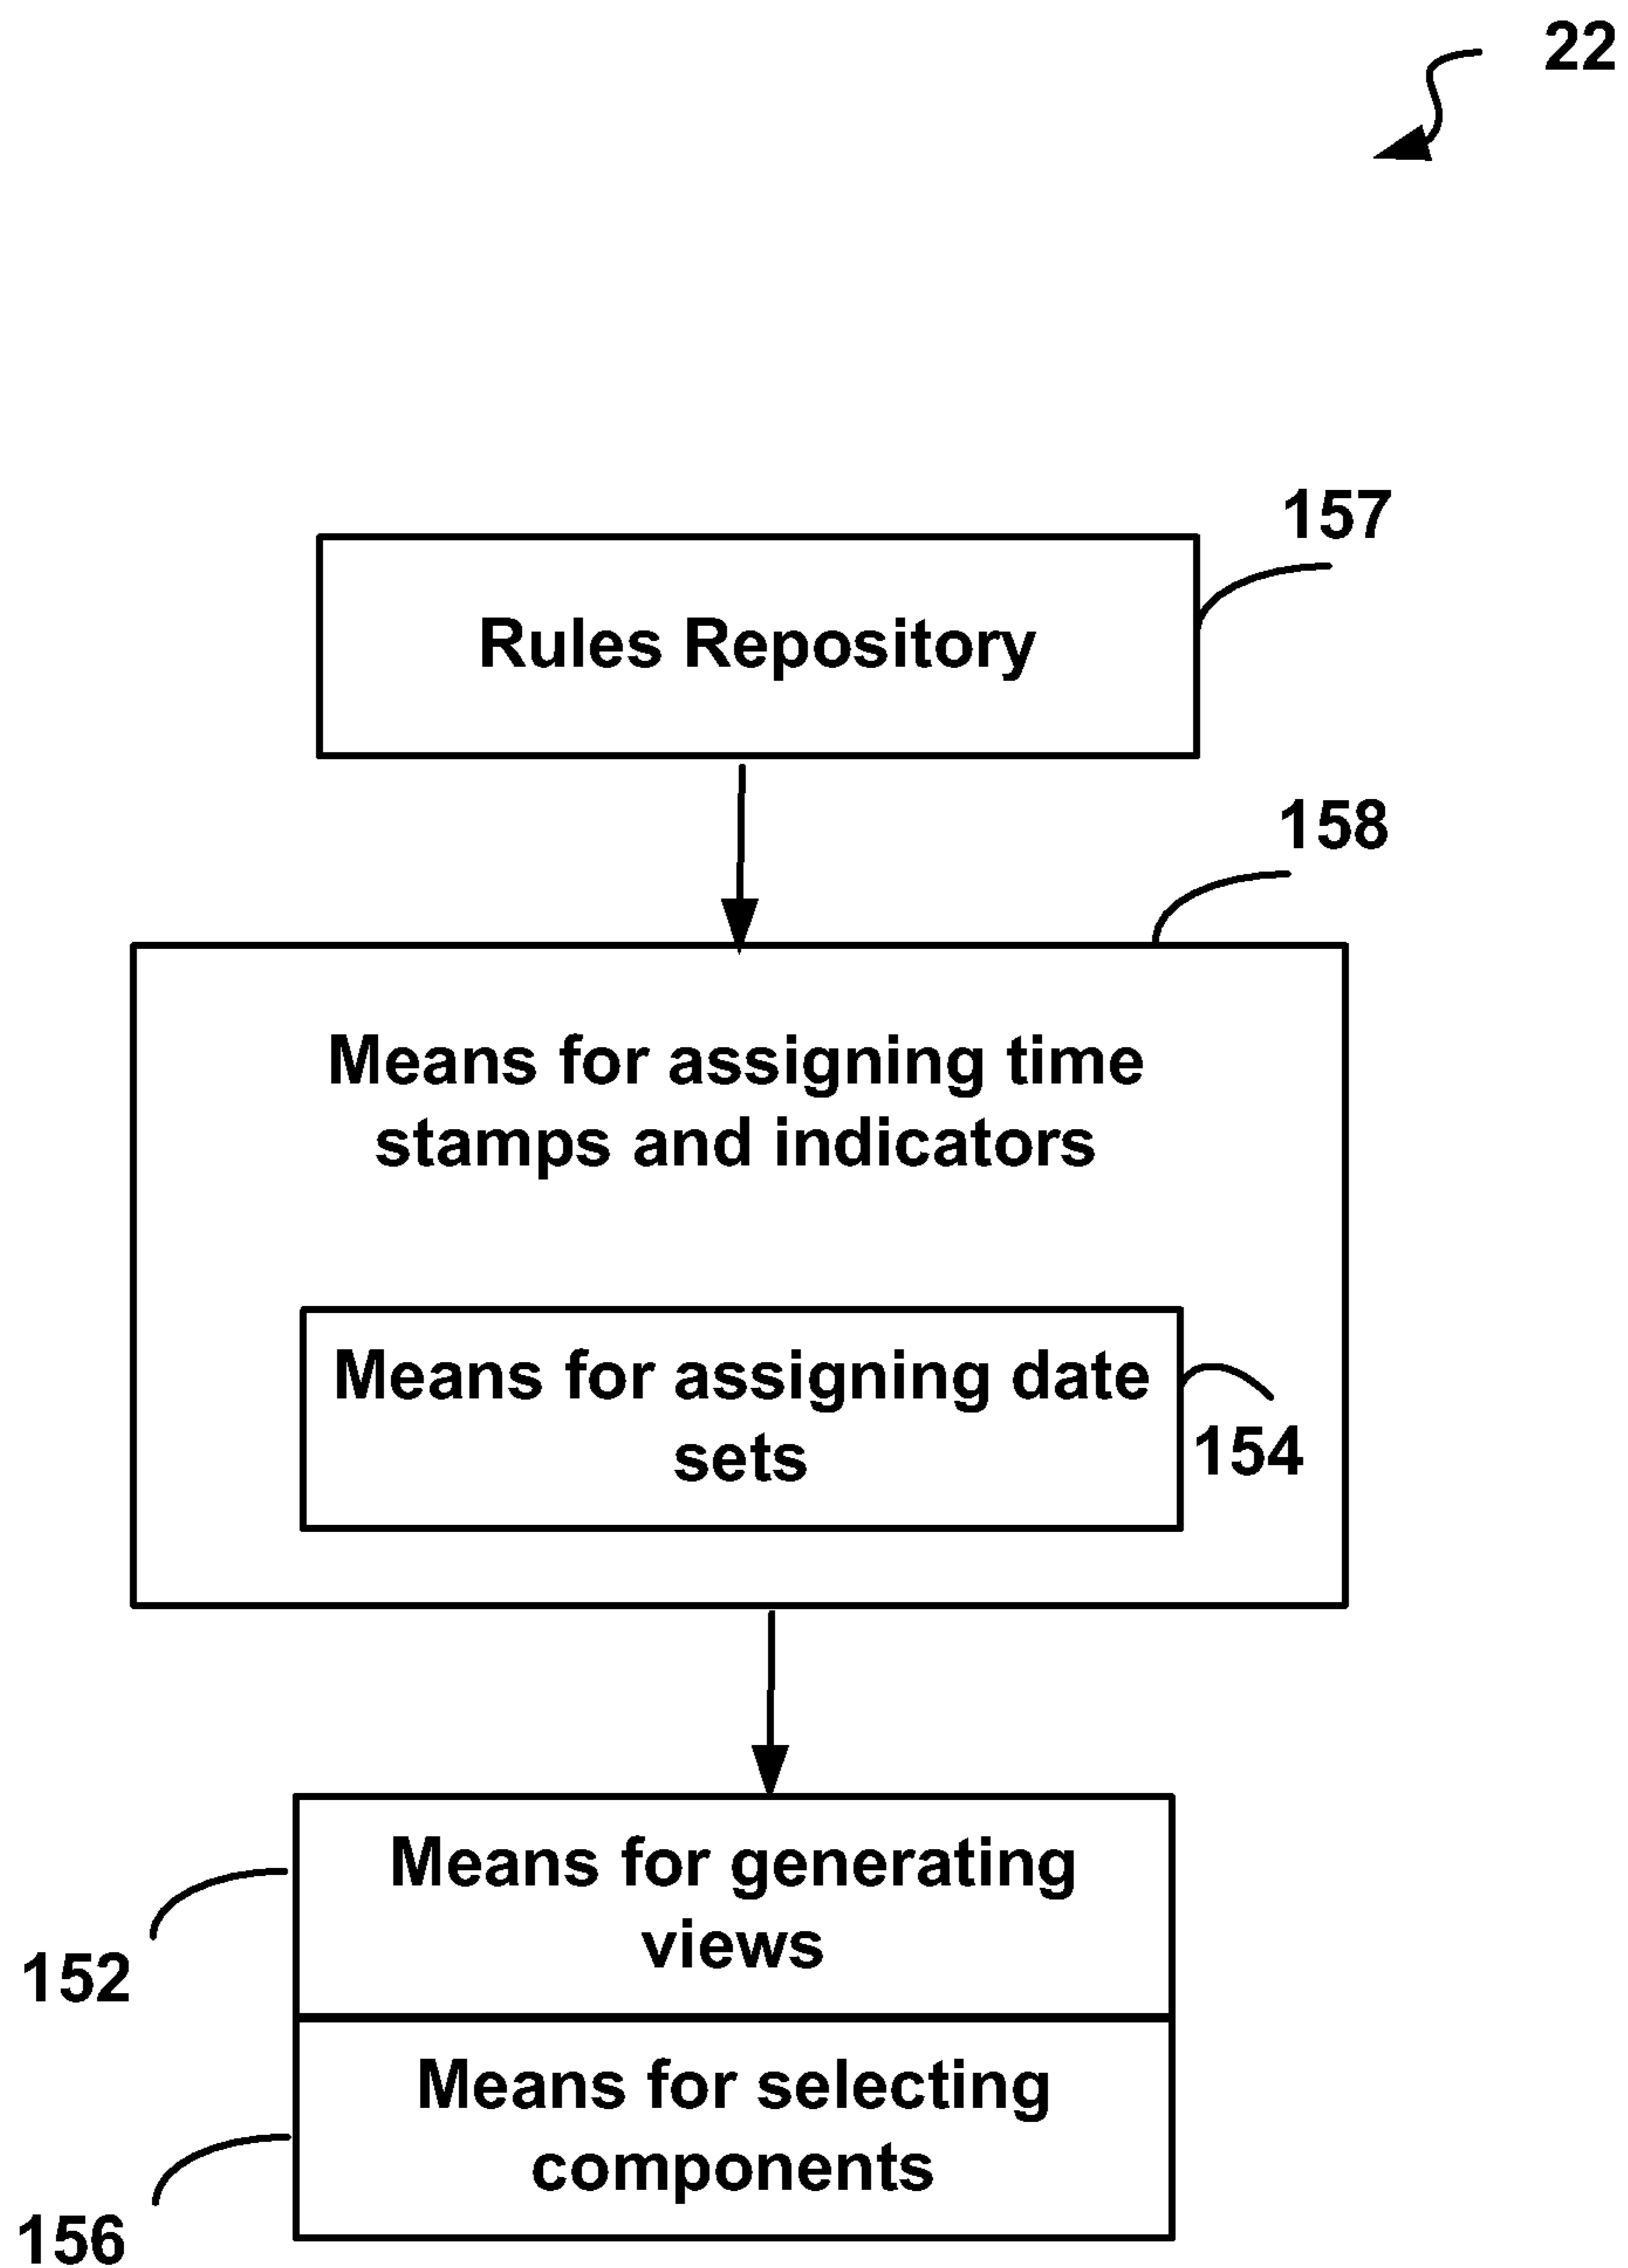 22
157
Rules Repository
158
Means for assigning time
stamps and indicators
Means for assigning date
sets
154
Means for generating
views
152
Means for selecting
components
156